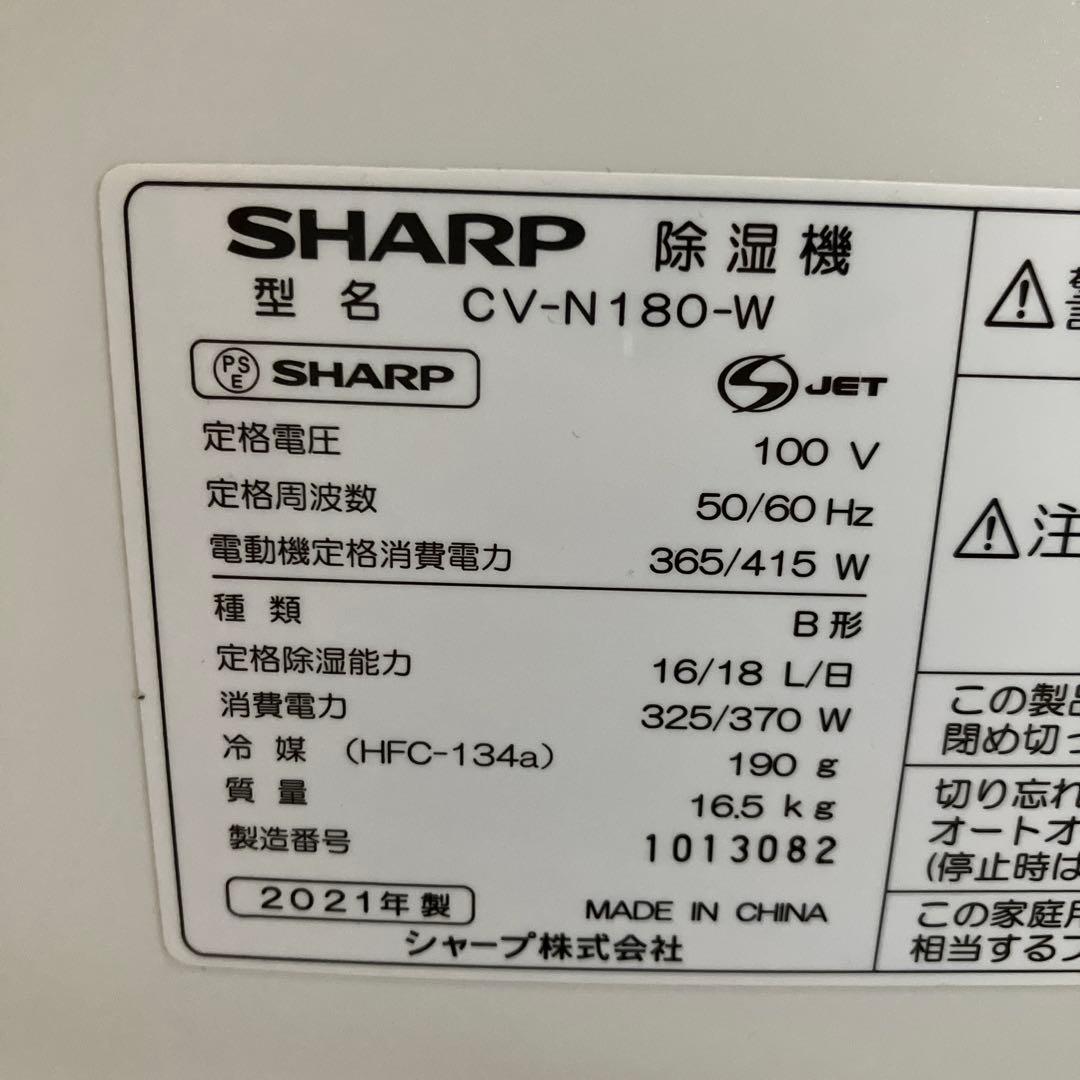 SHARP 除湿機
型名 CV-N180-W
PSE SHARP
S JET
定格電圧 100 V
定格周波数 50/60 Hz
電動機定格消費電力 365/415 W
種類 B形
定格除湿能力 16/18 L/日
消費電力 325/370 W
冷媒 (HFC-134a) 190 g
質量 16.5 kg
製造番号 1013082
2021年製 MADE IN CHINA
シャープ株式会社
注
この製
閉め切っ
切り忘れ
オートオ
(停止時は
この家庭用
相当するフ